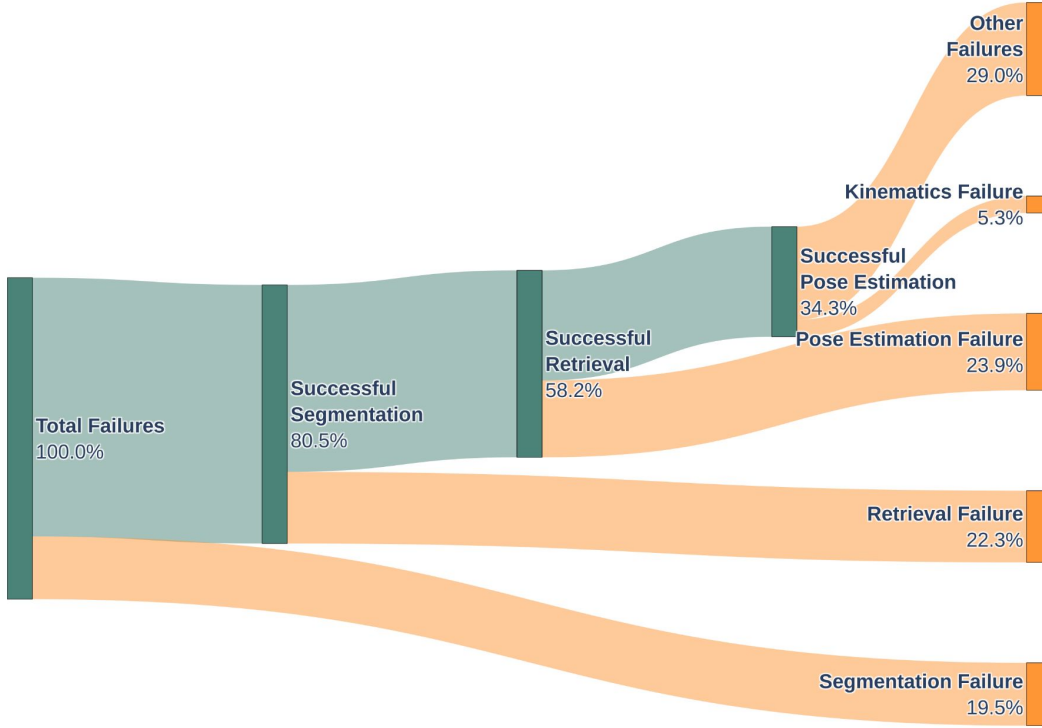 Other
Failures
29.0%
Kinematics Failure
5.3%
Successful
Pose Estimation
34.3%
Pose Estimation Failure
23.9%
Successful
Retrieval
58.2%
Successful
Segmentation
80.5%
Total Failures
100.0%
Retrieval Failure
22.3%
Segmentation Failure
19.5%